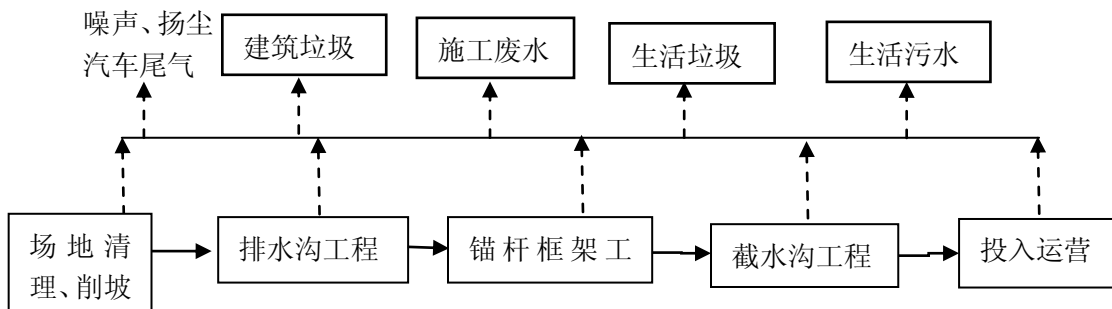 噪声、扬尘
汽车尾气
建筑垃圾
施工废水
生活垃圾
生活污水
场地清
理、削坡
排水沟工程
锚杆框架工
截水沟工程
投入运营